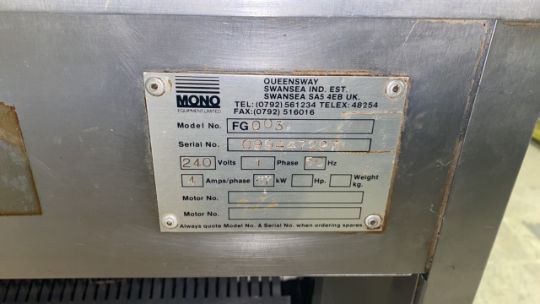 MONO
EQUIPMENT LIMITED
QUEENSWAY
SWANSEA IND. EST.
SWANSEA SA5 4EB UK.
TEL:(0792) 561234 TELEX: 48254
FAX:(0792) 516016
Model No. FG003
Serial No.
240 Volts 1 Phase Hz
Amps/phase kW Hp. Weight kg.
Motor No.
Motor No.
Always quote Model No. & Serial No. when ordering spares